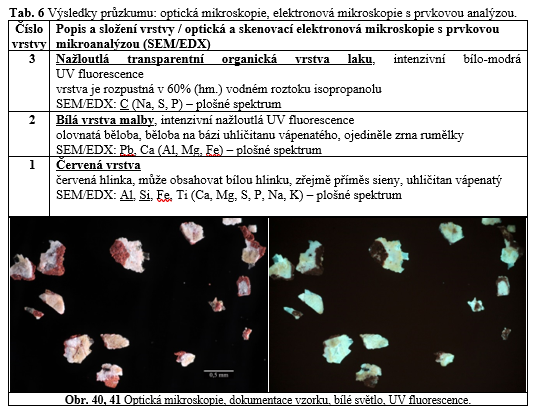 Tab. 6 Výsledky průzkumu: optická mikroskopie, elektronová mikroskopie s prvkovou analýzou.
Číslo vrstvy Popis a složení vrstvy / optická a skenovací elektronová mikroskopie s prvkovou mikroanalýzou (SEM/EDX)
3 Nažloutlá transparentní organická vrstva laku, intenzivní bílo-modrá
UV fluorescence
vrstva je rozpustná v 60% (hm.) vodném roztoku isopropanolu
SEM/EDX: C (Na, S, P) – plošné spektrum
2 Bílá vrstva malby, intenzivní nažloutlá UV fluorescence
olovnatá běloba, běloba na bázi uhličitanu vápenatého, ojediněle zrna rumělky
SEM/EDX: Pb, Ca (Al, Mg, Fe) – plošné spektrum
1 Červená vrstva
červená hlinka, může obsahovat bílou hlinku, zřejmě příměs sieny, uhličitan vápenatý
SEM/EDX: Al, Si, Fe, Ti (Ca, Mg, S, P, Na, K) – plošné spektrum
0,5 mm
Obr. 40, 41 Optická mikroskopie, dokumentace vzorku, bílé světlo, UV fluorescence.